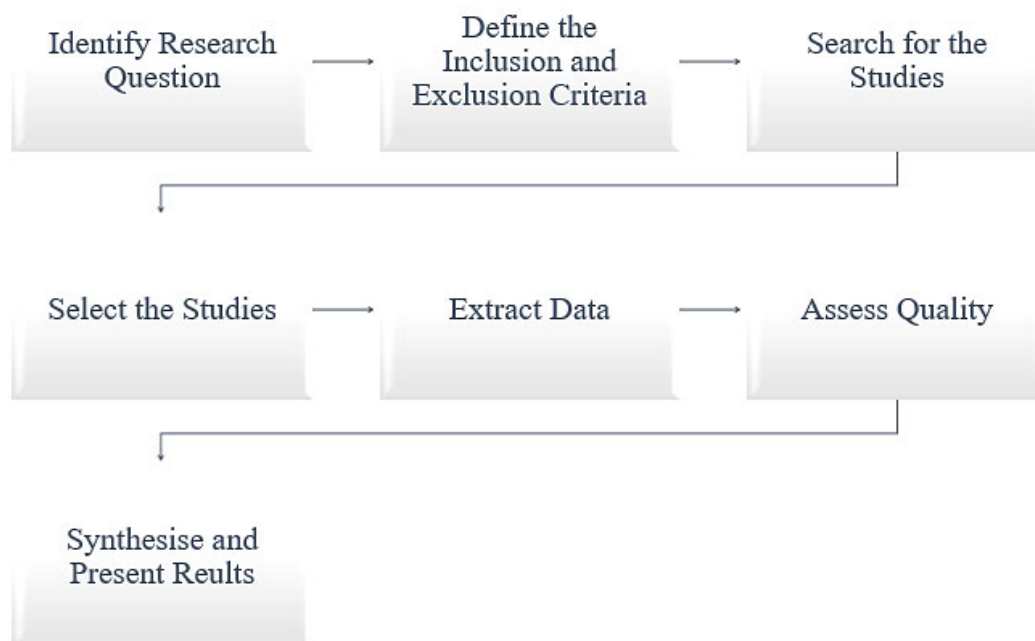 Identify Research
Question
Define the
Inclusion and
Exclusion Criteria
Search for the
Studies
Select the Studies
Extract Data
Assess Quality
Synthesise and
Present Reults